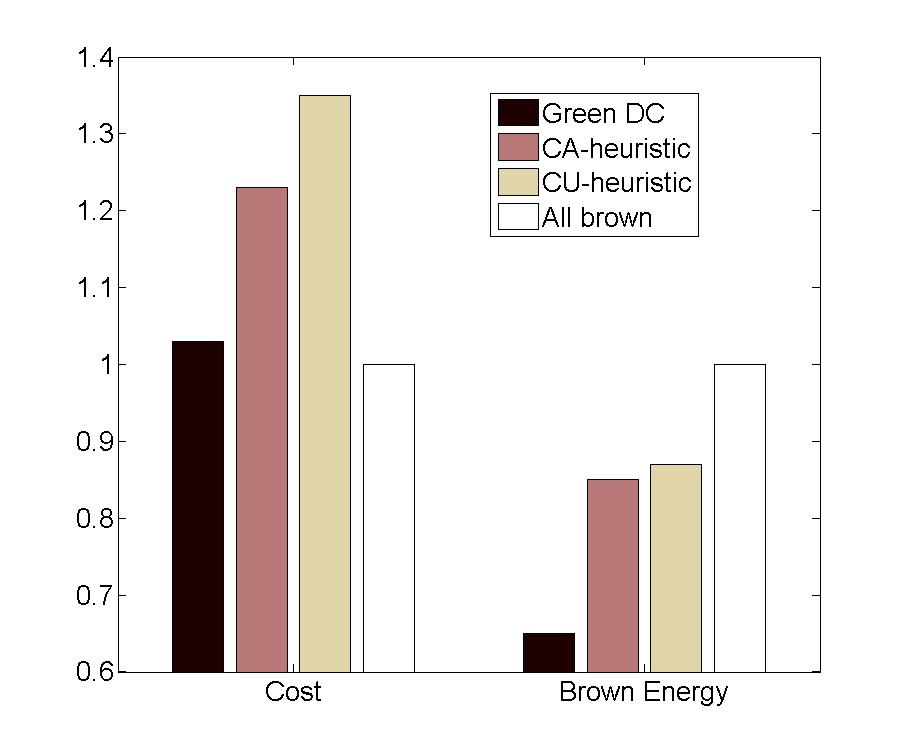 1.4
1.3
1.2
1.1
1
0.9
0.8
0.7
0.6
Green DC
CA-heuristic
CU-heuristic
All brown
Cost
Brown Energy